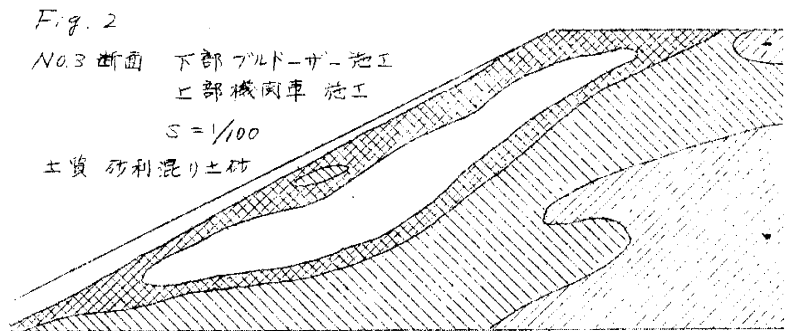 Fig. 2
No.3 断面 下部 ブルドーザー施工
上部機関車 施工
S = 1/100
土質 砂利混り土砂